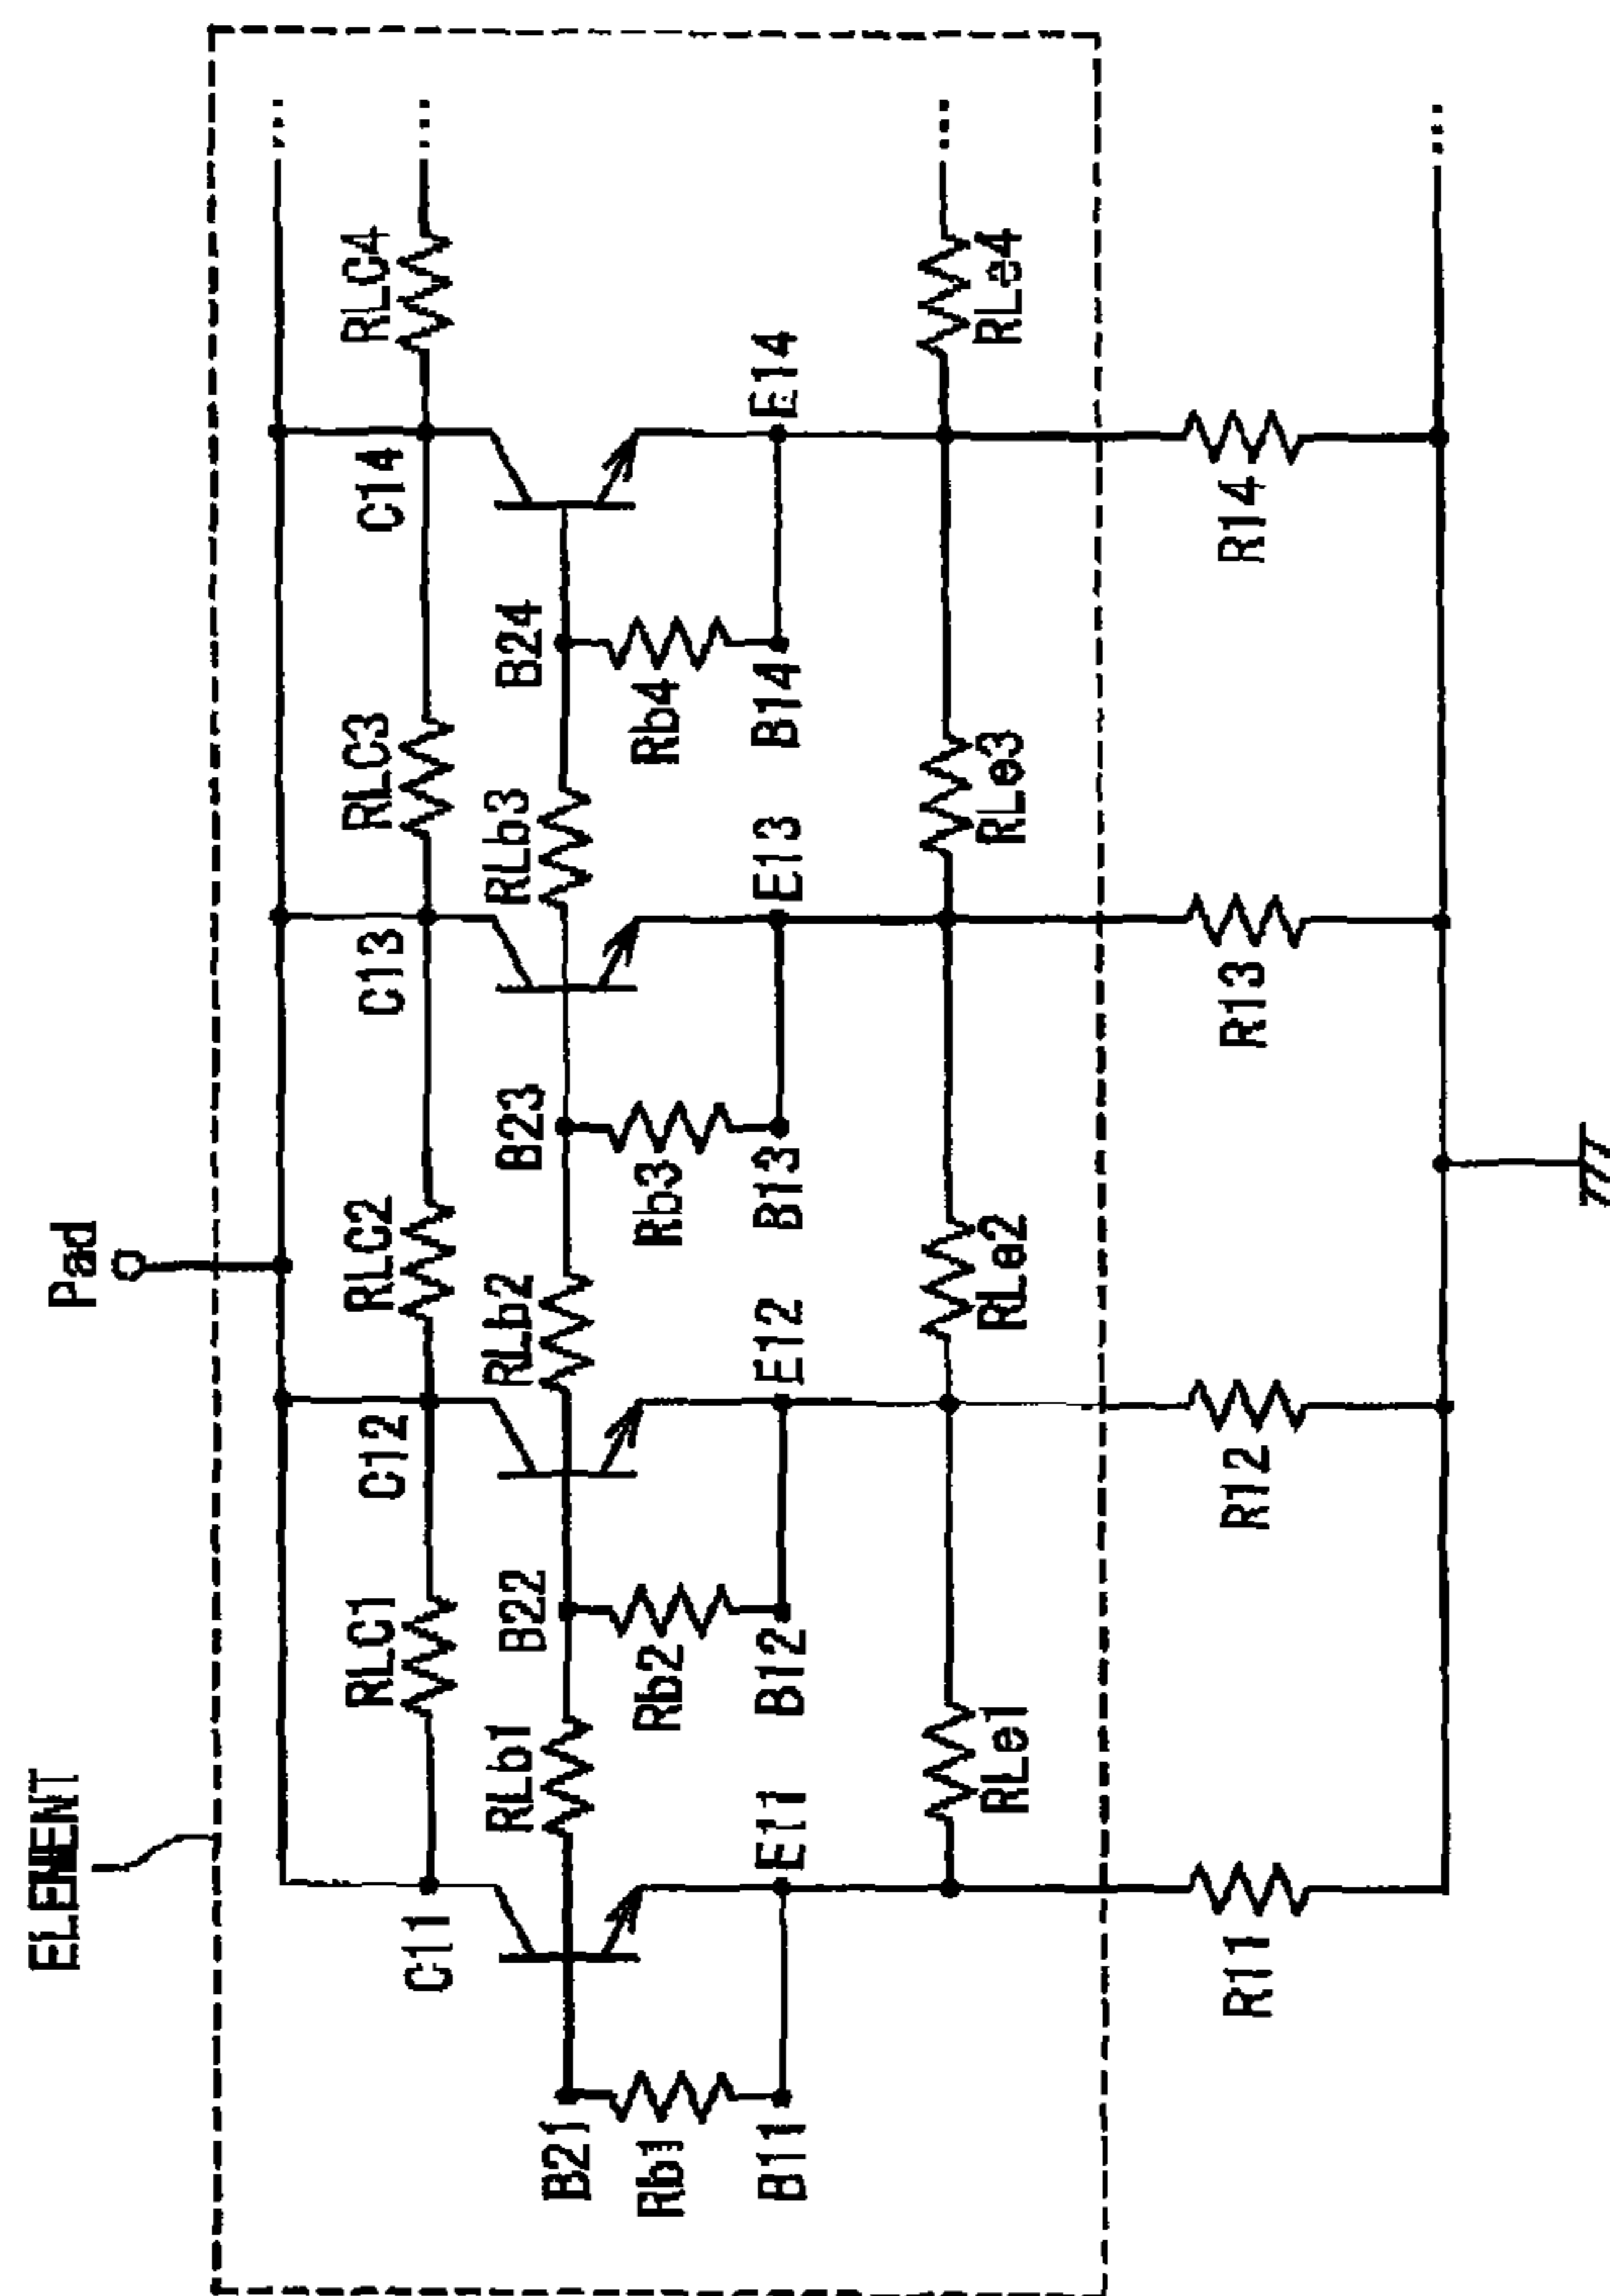 ELEMENT
Pad
C11
RLC1
C12
RLC2
C13
RLC3
C14
RLC4
B21
RLb1
B22
RLb2
B23
RLb3
B24
Rb1
Rb2
Rb3
Rb4
B11
E11
B12
E12
B13
E13
B14
E14
RLe1
RLe2
RLe3
RLe4
R11
R12
R13
R14